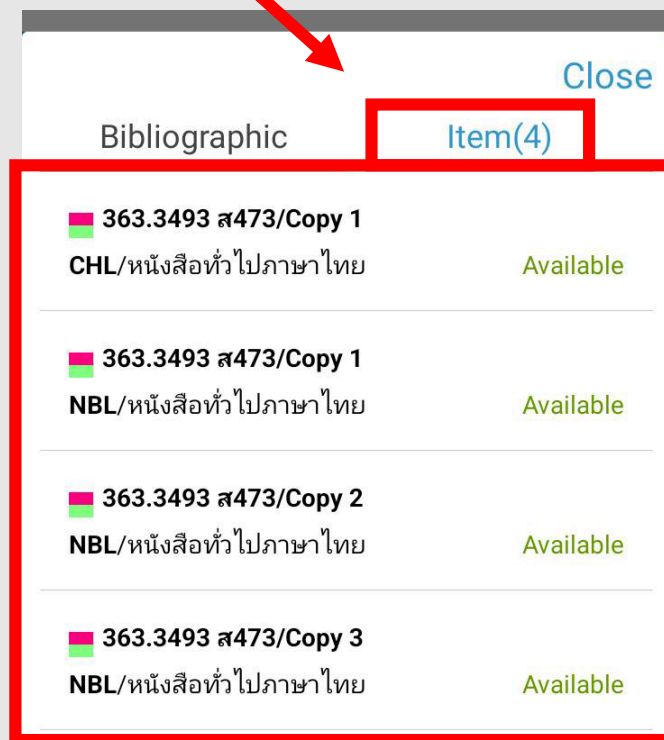 Close
Bibliographic Item(4)
363.3493 ส473/Copy 1
CHL/หนังสือทั่วไปภาษาไทย Available
363.3493 ส473/Copy 1
NBL/หนังสือทั่วไปภาษาไทย Available
363.3493 ส473/Copy 2
NBL/หนังสือทั่วไปภาษาไทย Available
363.3493 ส473/Copy 3
NBL/หนังสือทั่วไปภาษาไทย Available